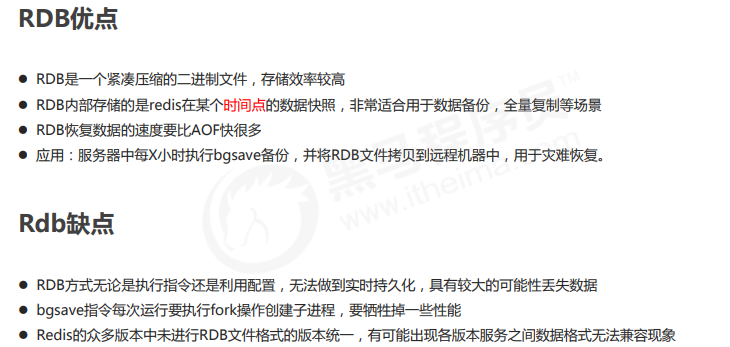 RDB优点
● RDB是一个紧凑压缩的二进制文件，存储效率较高
● RDB内部存储的是redis在某个时间点的数据快照，非常适合用于数据备份，全量复制等场景
● RDB恢复数据的速度要比AOF快很多
● 应用：服务器中每X小时执行bgsave备份，并将RDB文件拷贝到远程机器中，用于灾难恢复。
黑马程序员™
www.itheima.com
Rdb缺点
● RDB方式无论是执行指令还是利用配置，无法做到实时持久化，具有较大的可能性丢失数据
● bgsave指令每次运行要执行fork操作创建子进程，要牺牲掉一些性能
● Redis的众多版本中未进行RDB文件格式的版本统一，有可能出现各版本服务之间数据格式无法兼容现象